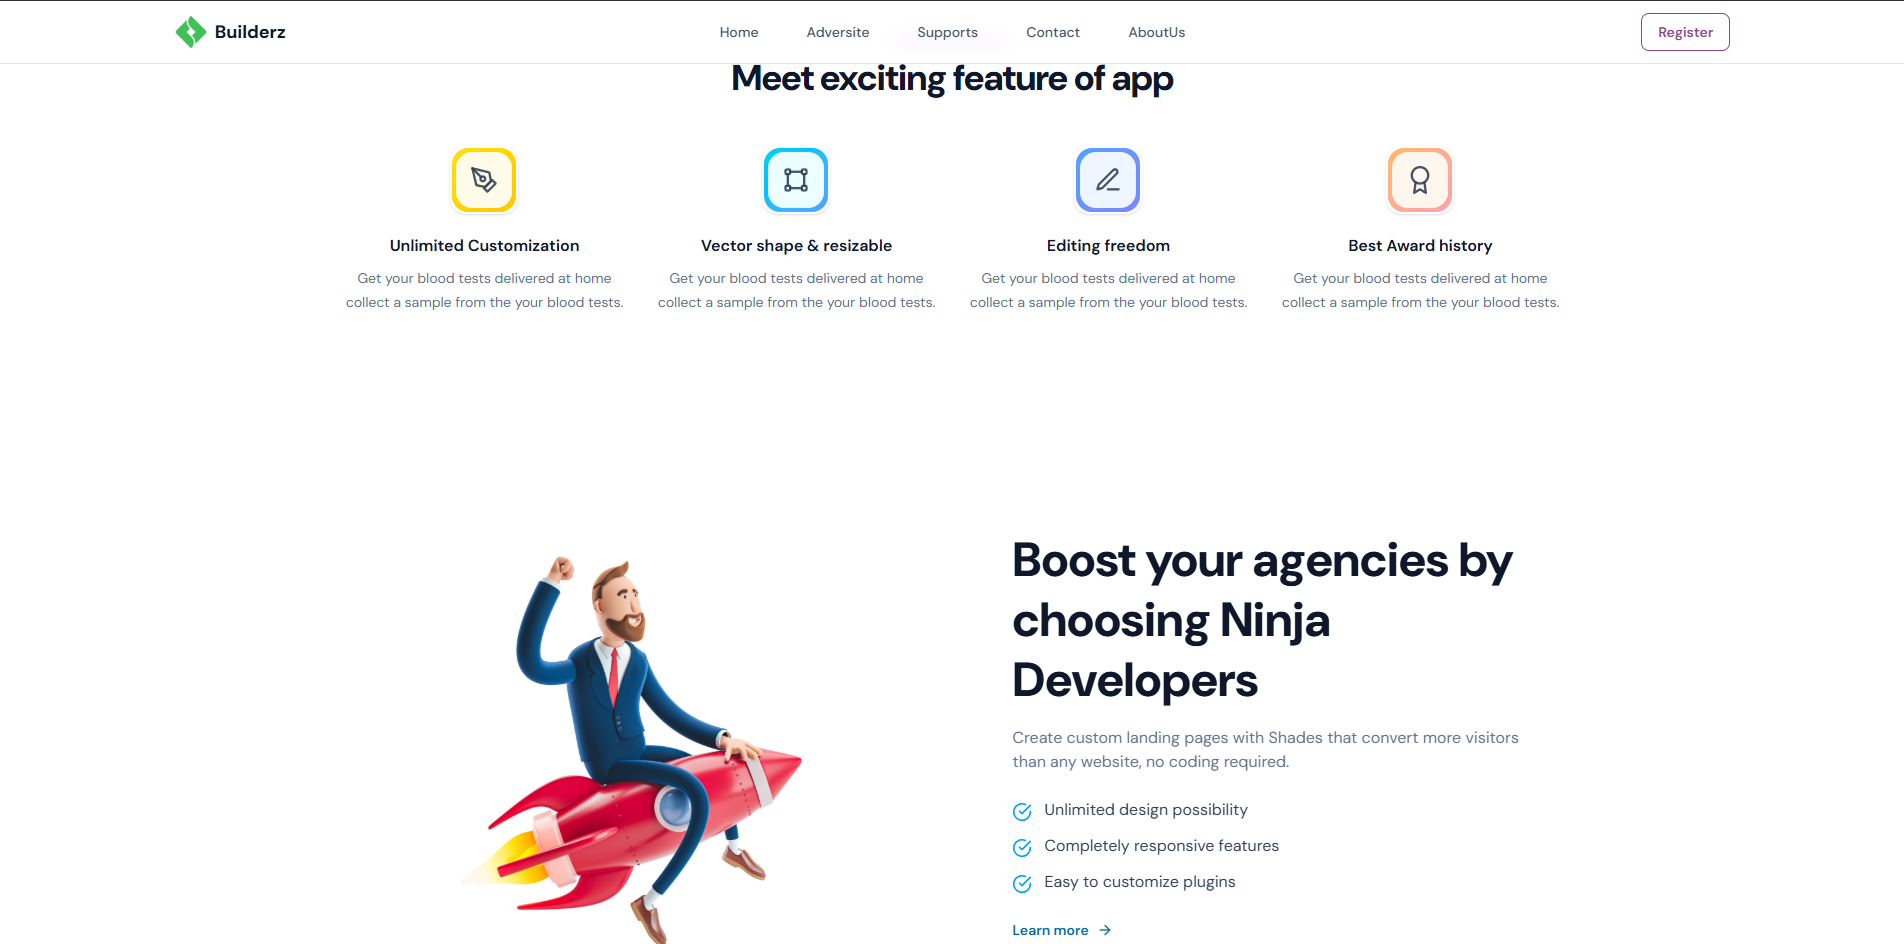 Builderz
Home
Adversite
Supports
Contact
AboutUs
Register
Meet exciting feature of app
Unlimited Customization
Get your blood tests delivered at home
collect a sample from the your blood tests.
Vector shape & resizable
Get your blood tests delivered at home
collect a sample from the your blood tests.
Editing freedom
Get your blood tests delivered at home
collect a sample from the your blood tests.
Best Award history
Get your blood tests delivered at home
collect a sample from the your blood tests.
Boost your agencies by
choosing Ninja
Developers
Create custom landing pages with Shades that convert more visitors
than any website, no coding required.
Unlimited design possibility
Completely responsive features
Easy to customize plugins
Learn more